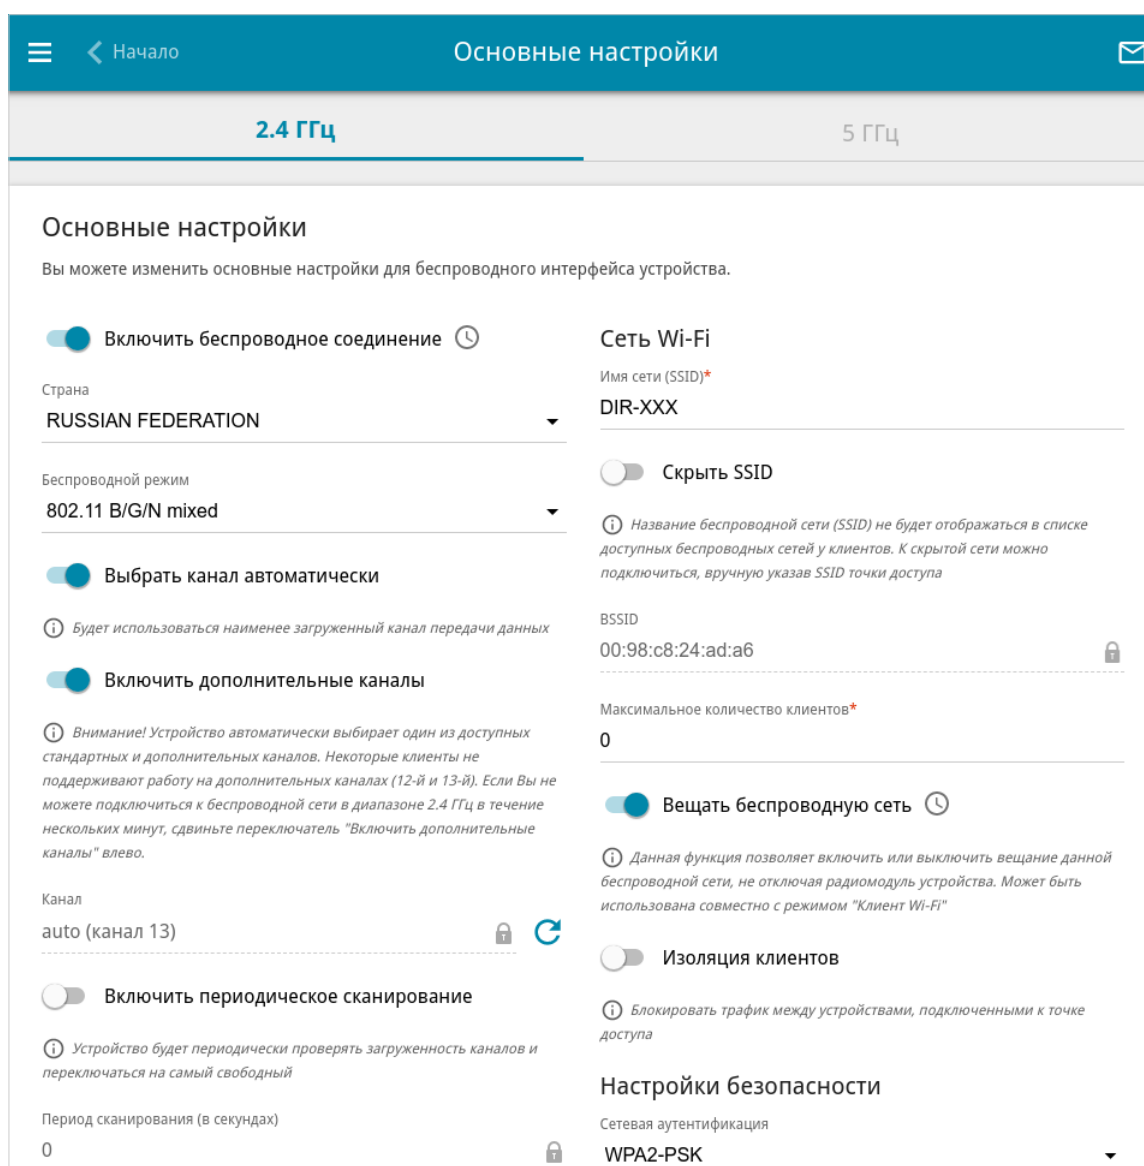 Начало
Основные настройки
2.4 ГГц
5 ГГц
Основные настройки
Вы можете изменить основные настройки для беспроводного интерфейса устройства.
Включить беспроводное соединение
Страна
RUSSIAN FEDERATION
Беспроводной режим
802.11 B/G/N mixed
Выбрать канал автоматически
Будет использоваться наименее загруженный канал передачи данных
Включить дополнительные каналы
Внимание! Устройство автоматически выбирает один из доступных
стандартных и дополнительных каналов. Некоторые клиенты не
поддерживают работу на дополнительных каналах (12-й и 13-й). Если Вы не
можете подключиться к беспроводной сети в диапазоне 2.4 ГГц в течение
нескольких минут, сдвиньте переключатель "Включить дополнительные
каналы" влево.
Канал
auto (канал 13)
Включить периодическое сканирование
Устройство будет периодически проверять загруженность каналов и
переключаться на самый свободный
Период сканирования (в секундах)
0
Сеть Wi-Fi
Имя сети (SSID)*
DIR-XXX
Скрыть SSID
Название беспроводной сети (SSID) не будет отображаться в списке
доступных беспроводных сетей у клиентов. К скрытой сети можно
подключиться, вручную указав SSID точки доступа
BSSID
00:98:c8:24:ad:a6
Максимальное количество клиентов*
0
Вещать беспроводную сеть
Данная функция позволяет включить или выключить вещание данной
беспроводной сети, не отключая радиомодуль устройства. Может быть
использована совместно с режимом "Клиент Wi-Fi"
Изоляция клиентов
Блокировать трафик между устройствами, подключенными к точке
доступа
Настройки безопасности
Сетевая аутентификация
WPA2-PSK